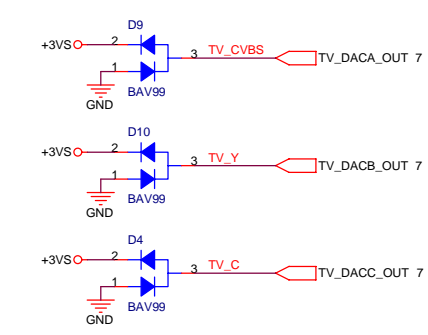 D9
+3VS 2
3 TV_CVBS TV_DACA_OUT 7
1
GND BAV99
D10
+3VS 2
3 TV_Y TV_DACB_OUT 7
1
GND BAV99
D4
+3VS 2
3 TV_C TV_DACC_OUT 7
1
GND BAV99